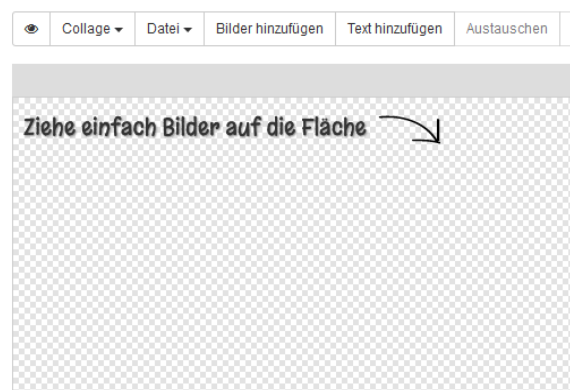 Collage Datei Bilder hinzufügen Text hinzufügen Austauschen
Ziehe einfach Bilder auf die Fläche